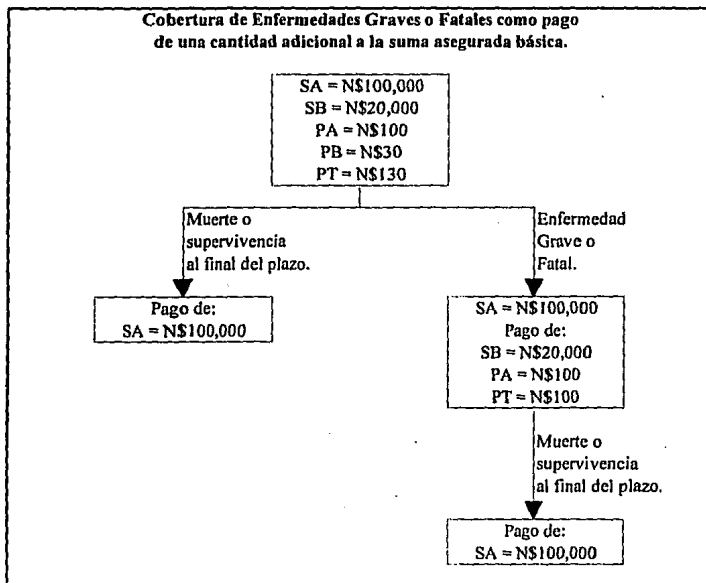 Cobertura de Enfermedades Graves o Fatales como pago
de una cantidad adicional a la suma asegurada básica.
SA = N$100,000
SB = N$20,000
PA = N$100
PB = N$30
PT = N$130
Muerte o
supervivencia
al final del plazo.
Pago de:
SA = N$100,000
Enfermedad
Grave o
Fatal.
SA = N$100,000
Pago de:
SB = N$20,000
PA = N$100
PT = N$100
Muerte o
supervivencia
al final del plazo.
Pago de:
SA = N$100,000